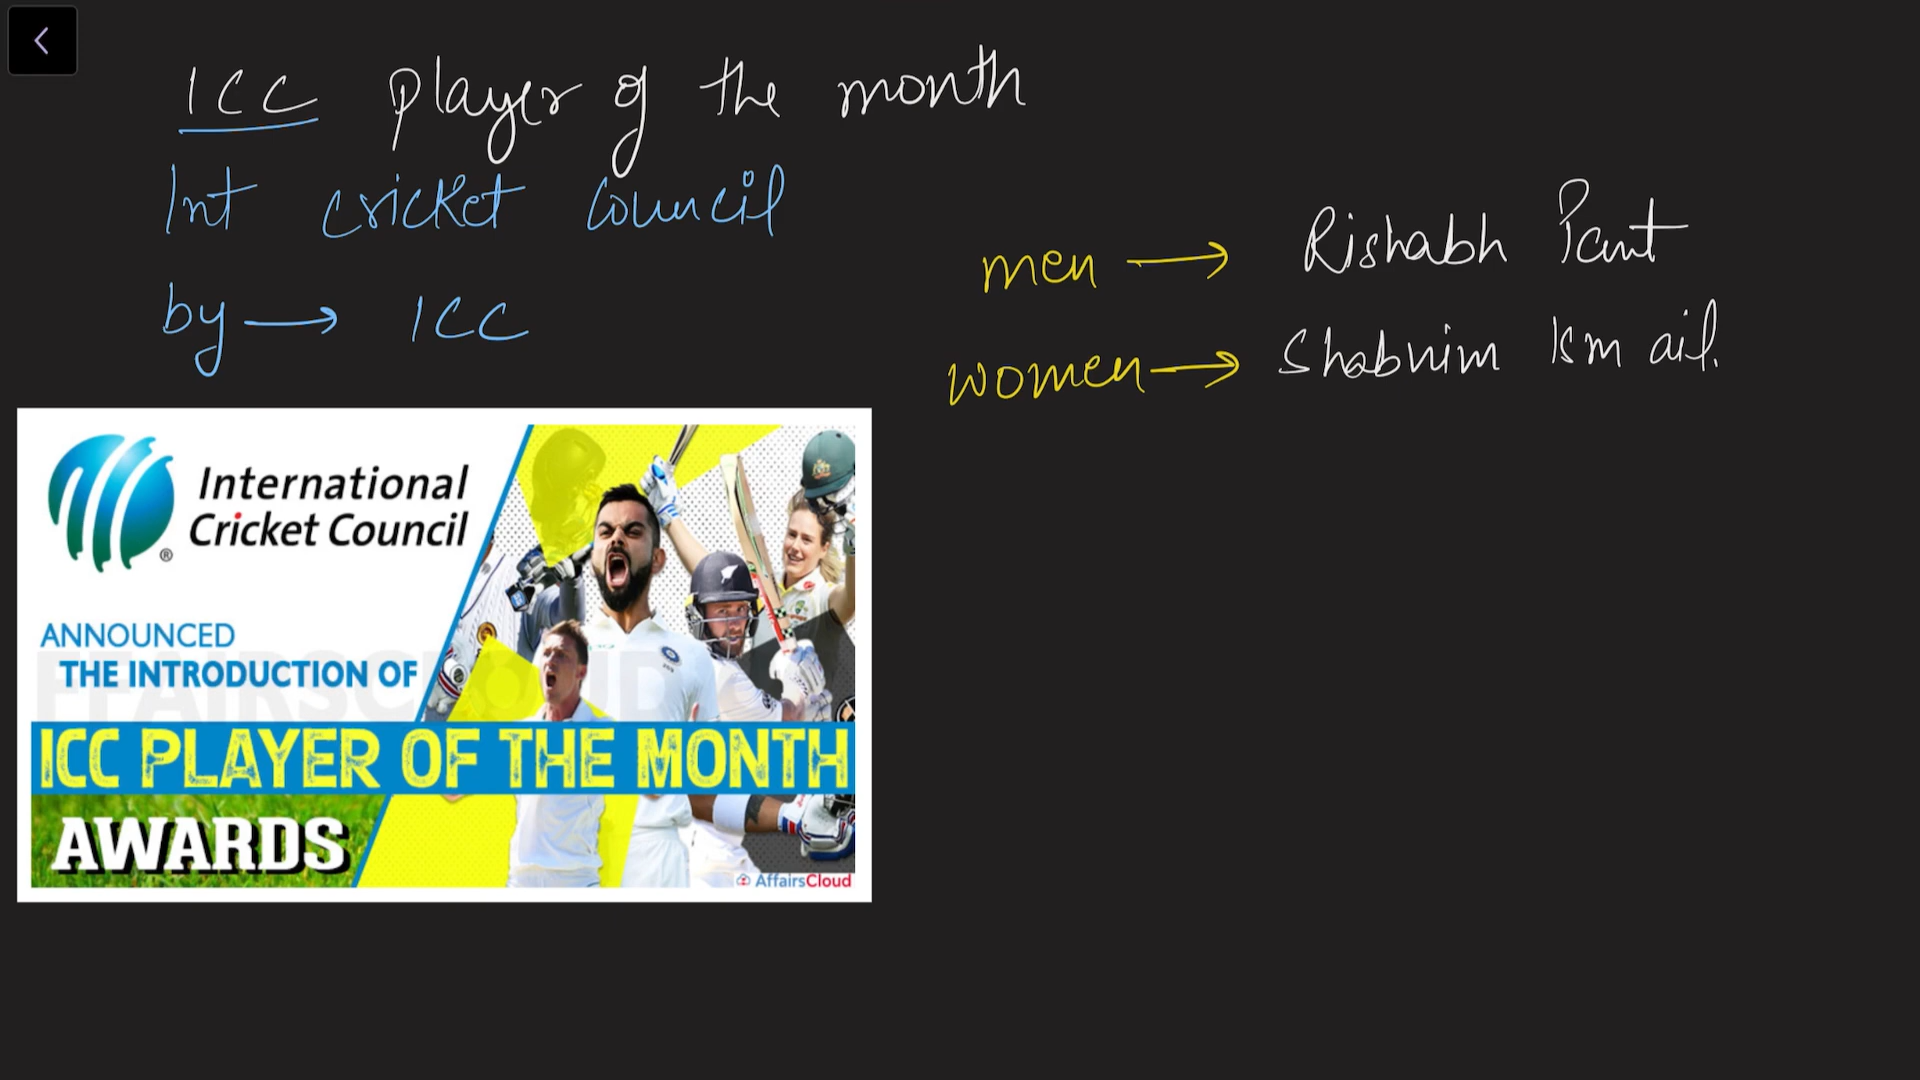 ICC player of the month
Int cricket Council
by → ICC
men → Rishabh Pant
women → Shabnim Ismail.
International
Cricket Council
ANNOUNCED
THE INTRODUCTION OF
ICC PLAYER OF THE MONTH
AWARDS
AffairsCloud